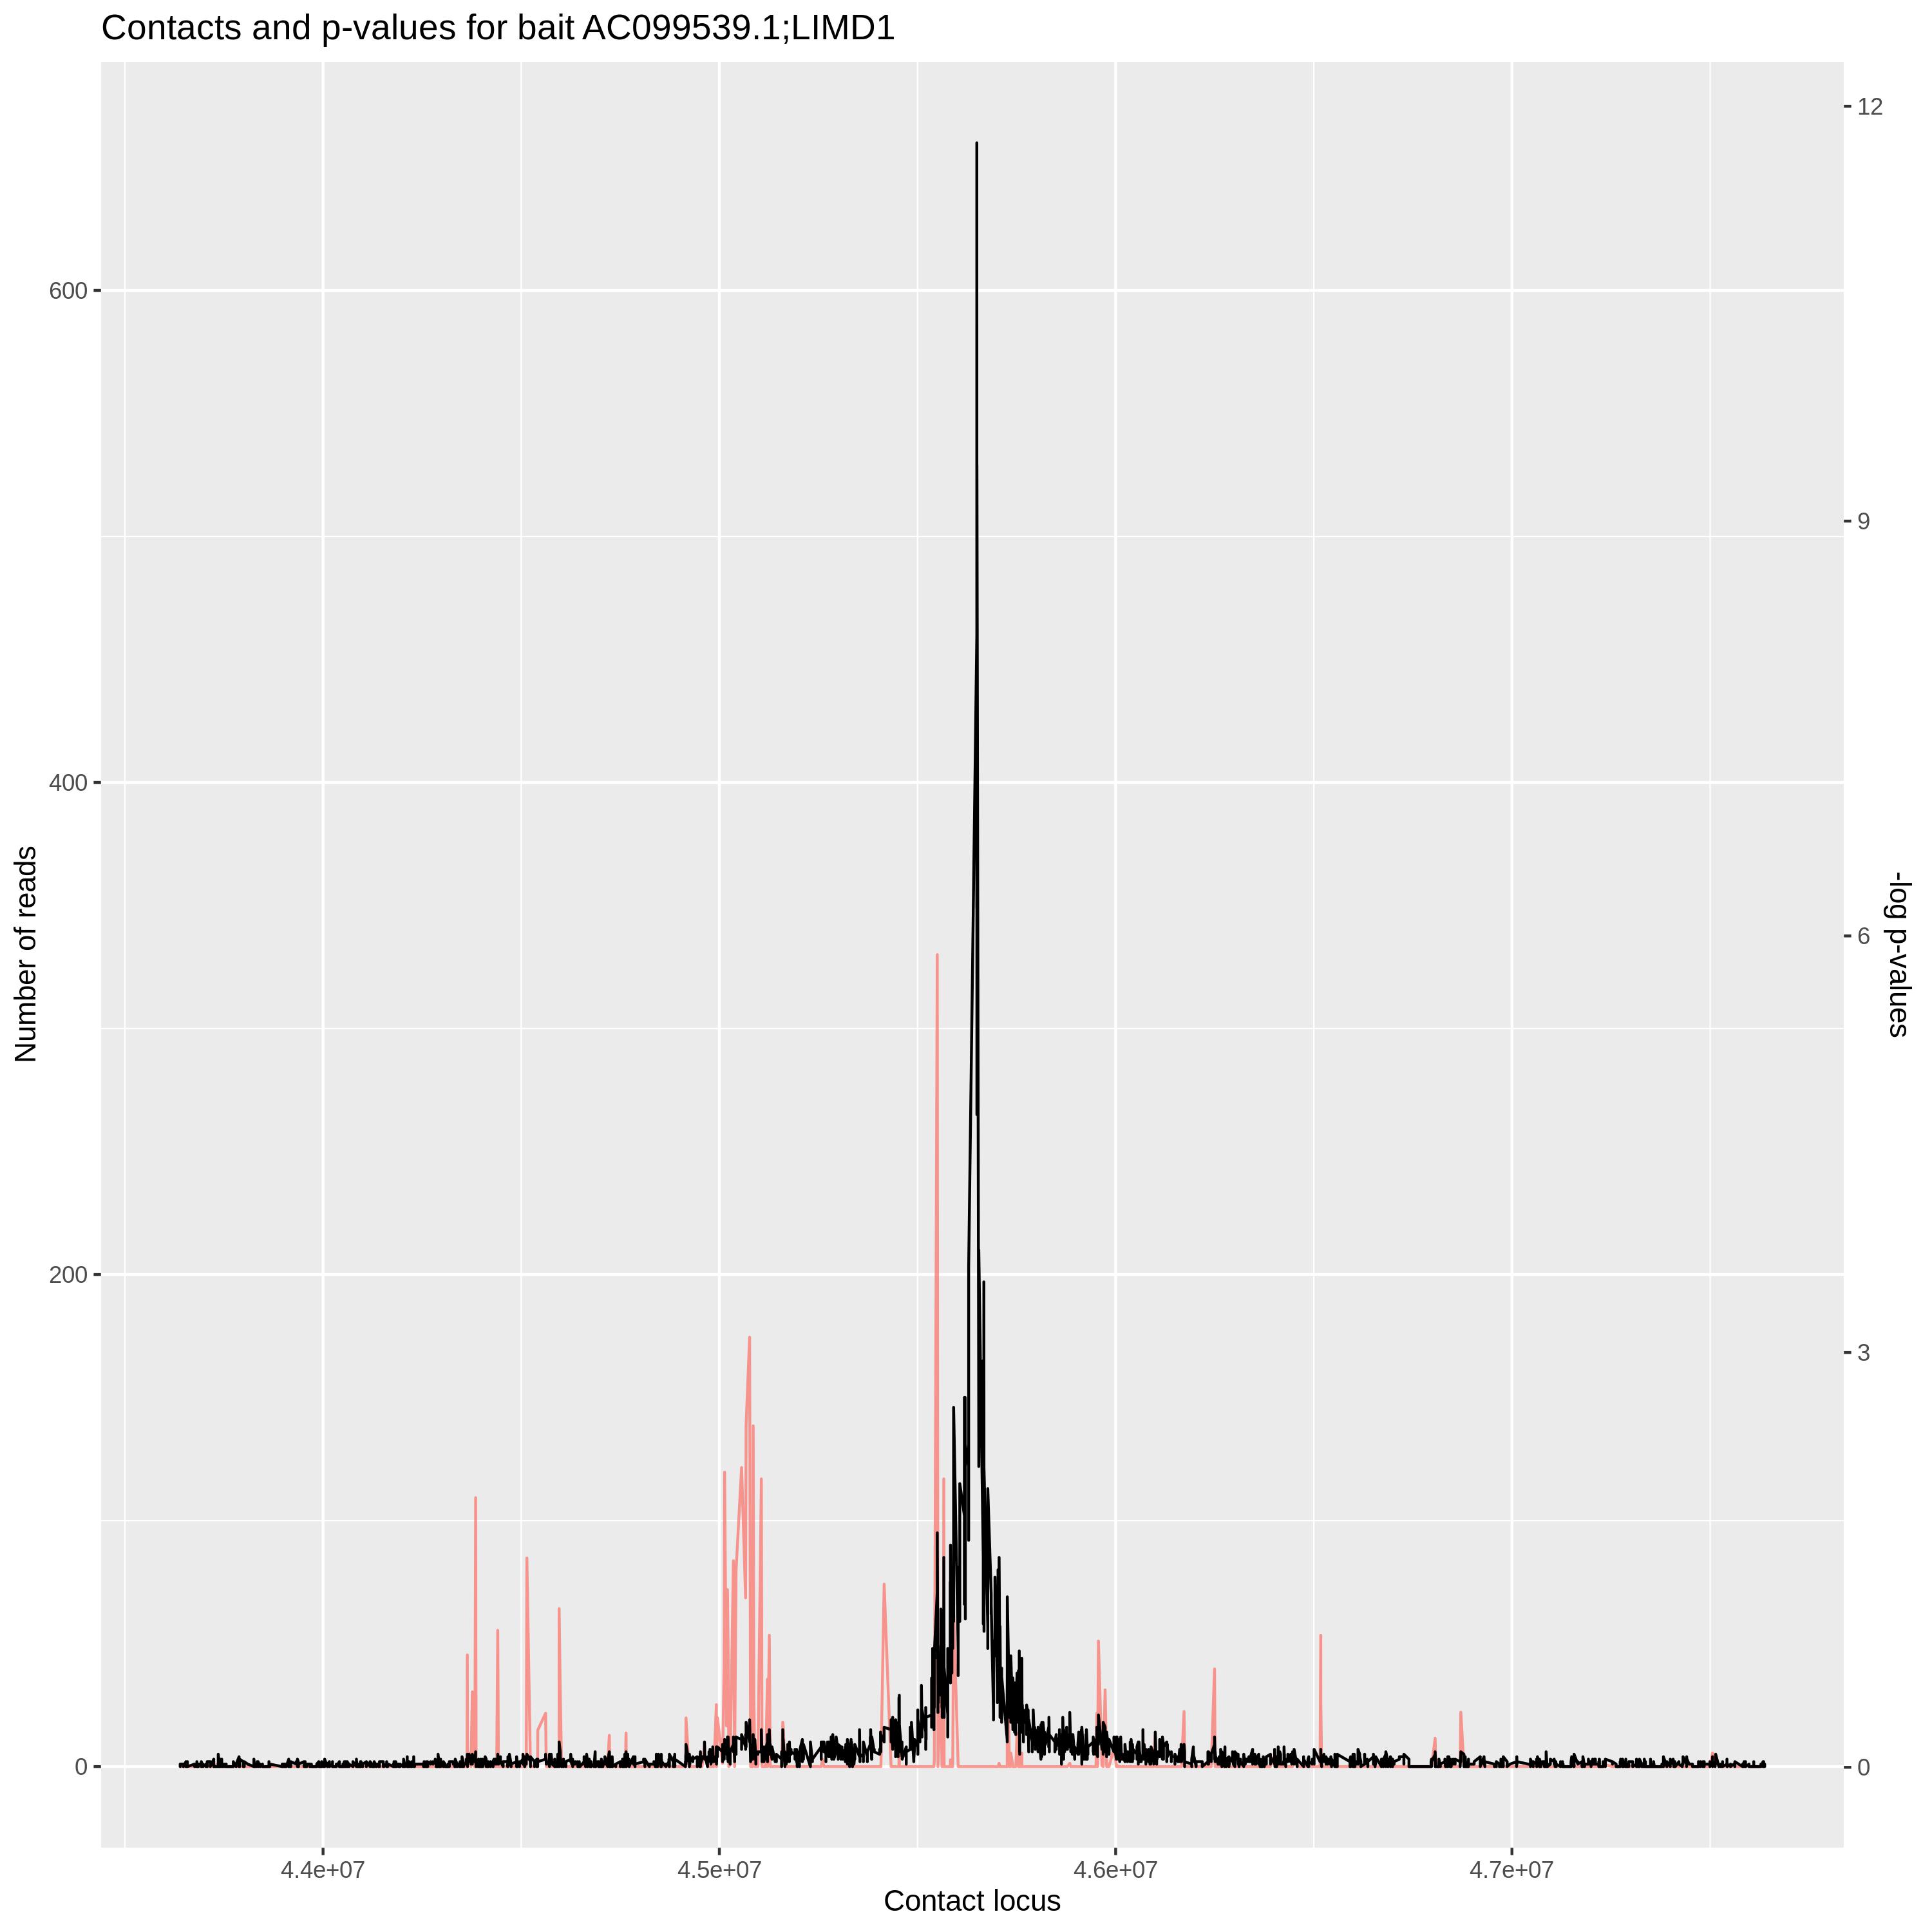 Contacts and p-values for bait AC099539.1;LIMD1
12
600
9
400
Number of reads
-log p-values
6
200
3
0
0
4.4e+07
4.5e+07
4.6e+07
4.7e+07
Contact locus